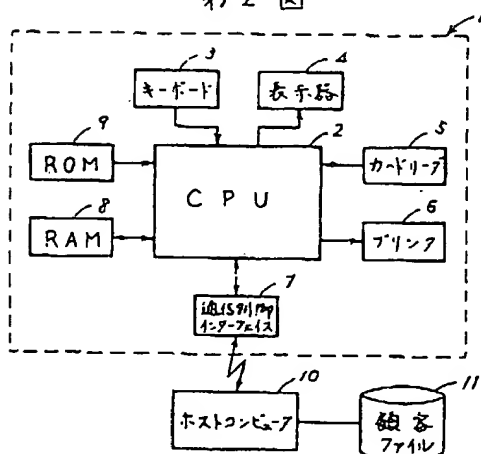 第2図
1
3
キーボード
4
表示器
9
ROM
2
CPU
5
カードリーダ
8
RAM
6
プリンタ
7
通信制御
インターフェイス
10
ホストコンピュータ
11
顧客
ファイル